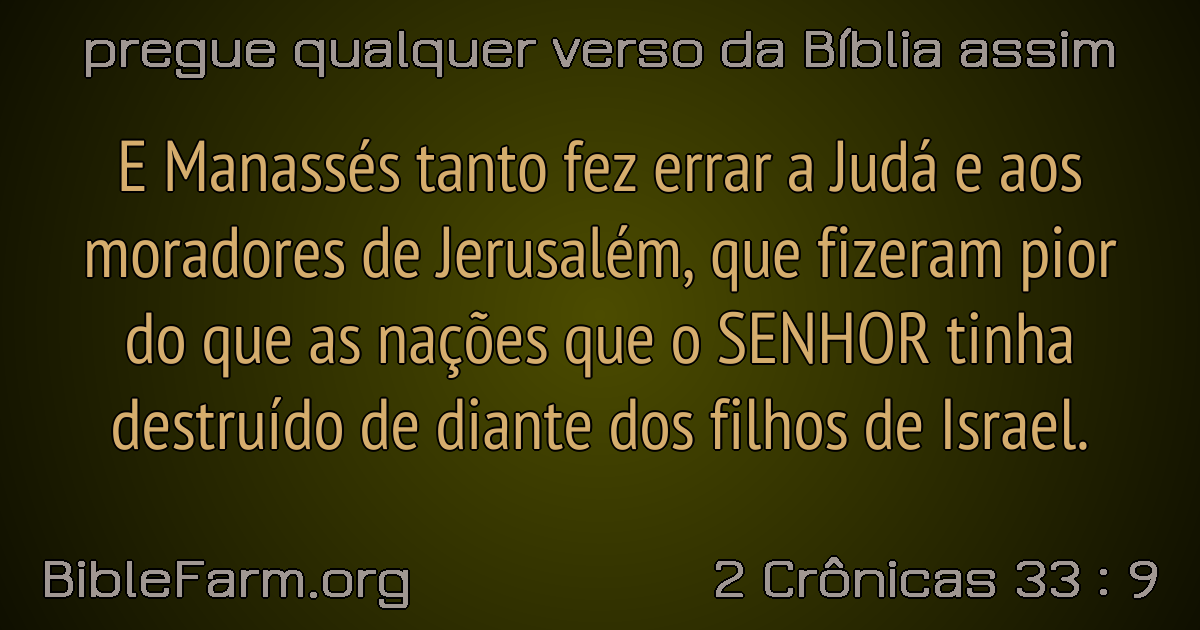 pregue qualquer verso da Bíblia assim
E Manassés tanto fez errar a Judá e aos
moradores de Jerusalém, que fizeram pior
do que as nações que o SENHOR tinha
destruído de diante dos filhos de Israel.
BibleFarm.org
2 Crônicas 33 : 9